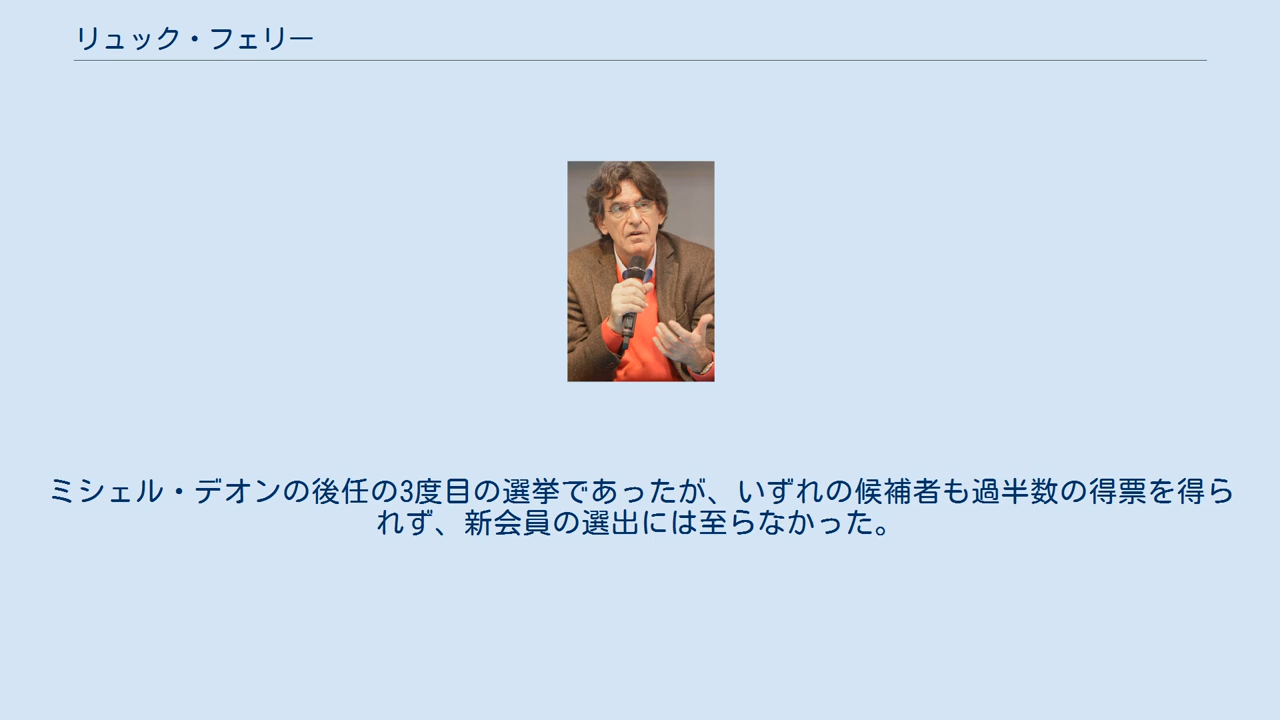 リュック・フェリー
ミシェル・デオンの後任の3度目の選挙であったが、いずれの候補者も過半数の得票を得ら
れず、新会員の選出には至らなかった。